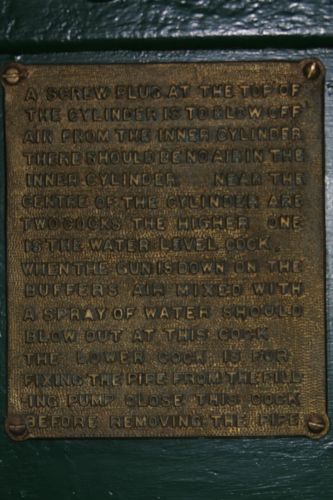 A SCREW PLUG AT THE TOP OF
THE CYLINDER IS TO BLOW OFF
AIR FROM THE INNER CYLINDER
THERE SHOULD BE NO AIR IN THE
INNER CYLINDER. NEAR THE
CENTRE OF THE CYLINDER ARE
TWO COCKS THE HIGHER ONE
IS THE WATER LEVEL COCK,
WHEN THE GUN IS DOWN ON THE
BUFFERS AIR MIXED WITH
A SPRAY OF WATER SHOULD
BLOW OUT AT THIS COCK
THE LOWER COCK IS FOR
FIXING THE PIPE FROM THE FILL
-ING PUMP CLOSE THIS COCK
BEFORE REMOVING THE PIPE